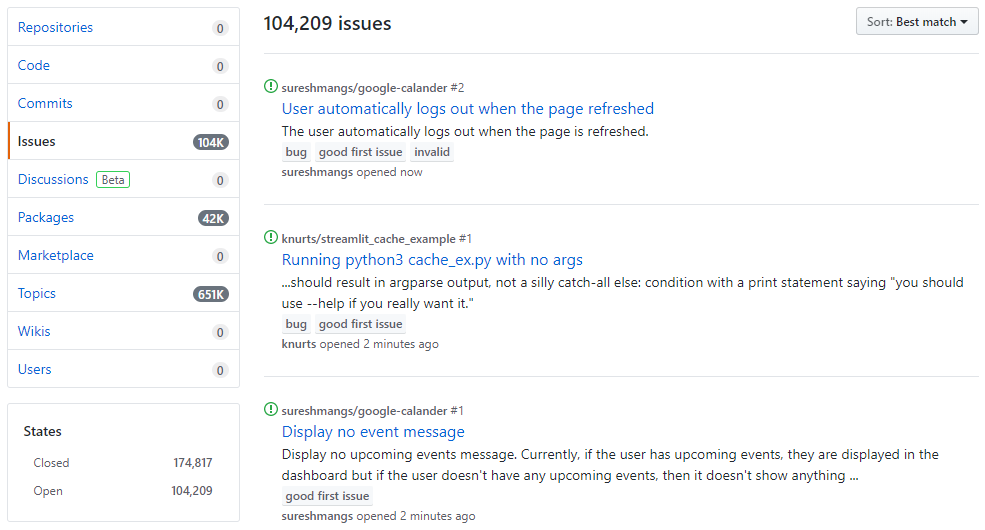 Repositories 0
Code 0
Commits 0
Issues 104K
Discussions Beta 0
Packages 42K
Marketplace 0
Topics 651K
Wikis 0
Users 0
States
Closed 174,817
Open 104,209
104,209 issues
Sort: Best match
sureshmangs/google-calander #2
User automatically logs out when the page refreshed
The user automatically logs out when the page is refreshed.
bug good first issue invalid
sureshmangs opened now
knurts/streamlit_cache_example #1
Running python3 cache_ex.py with no args
...should result in argparse output, not a silly catch-all else: condition with a print statement saying "you should
use --help if you really want it."
bug good first issue
knurts opened 2 minutes ago
sureshmangs/google-calander #1
Display no event message
Display no upcoming events message. Currently, if the user has upcoming events, they are displayed in the
dashboard but if the user doesn't have any upcoming events, then it doesn't show anything ...
good first issue
sureshmangs opened 2 minutes ago